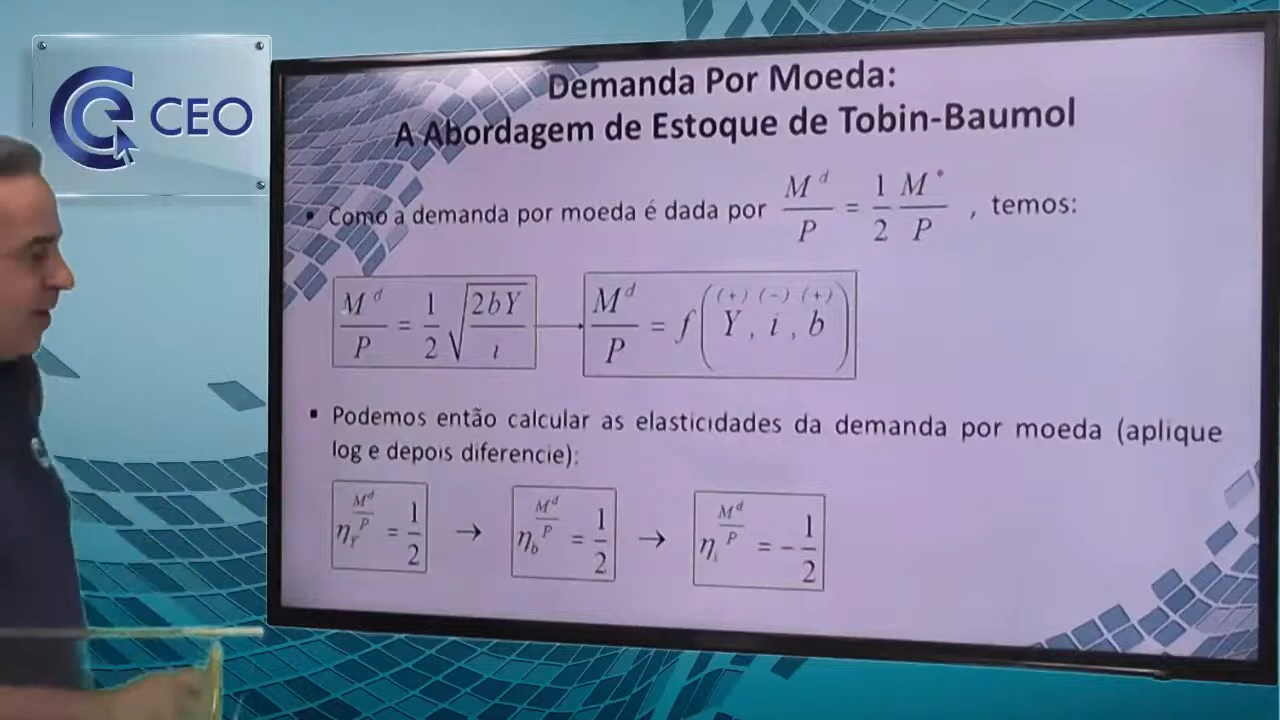 CEO
Demanda Por Moeda:
A Abordagem de Estoque de Tobin-Baumol
▪ Como a demanda por moeda é dada por M^d/P = 1/2 M*/P , temos:
M^d/P = 1/2 √(2bY/i) → M^d/P = f(Y^(+), i^(-), b^(+))
▪ Podemos então calcular as elasticidades da demanda por moeda (aplique
log e depois diferencie):
η_Y^(M^d/P) = 1/2 → η_b^(M^d/P) = 1/2 → η_i^(M^d/P) = -1/2